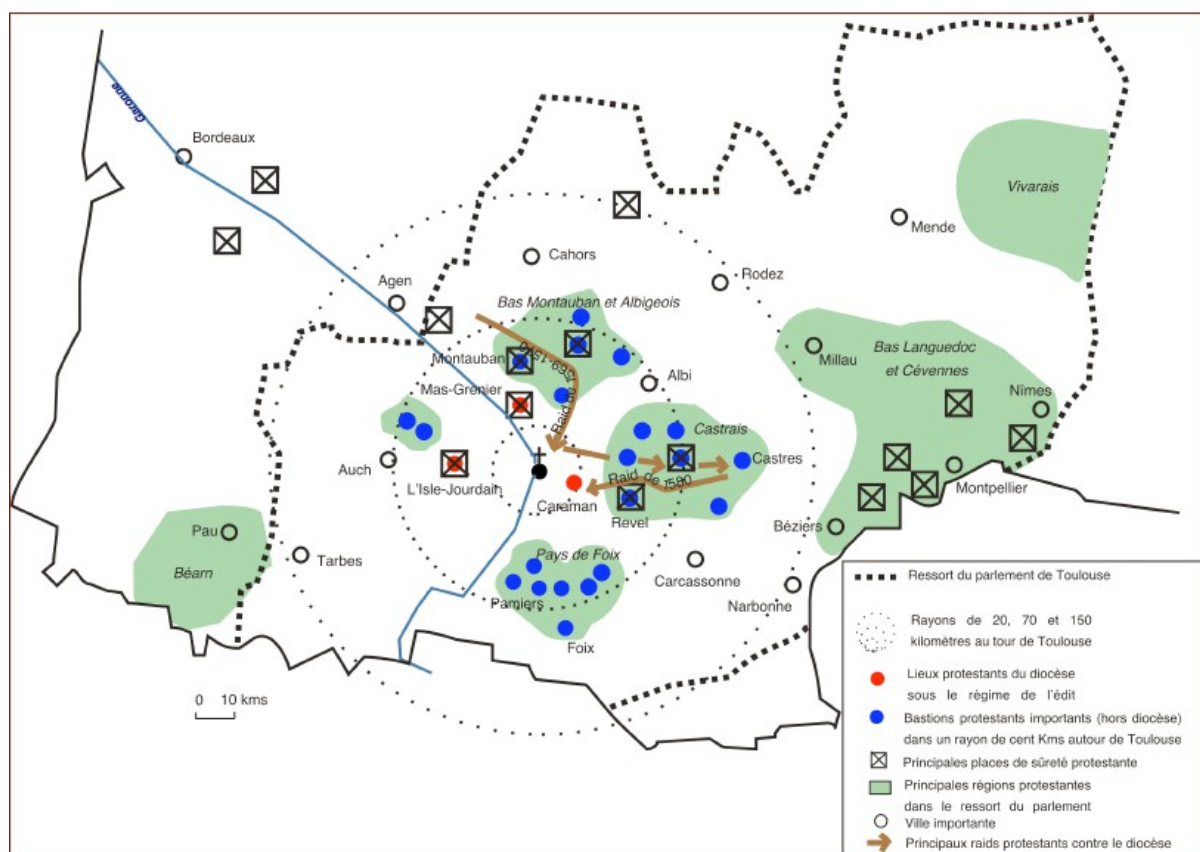 Garonne
Bordeaux
Vivarais
Mende
Cahors
Rodez
Agen
Bas Montauban et Albigeois
Montauban
Raid de 1569-1570
Millau
Bas Languedoc
et Cévennes
Albi
Mas-Grenier
Nîmes
Castrais
Auch
L'Isle-Jourdain
Castres
Raid de 1580
Caraman
Revel
Montpellier
Béziers
Pau
Béarn
Tarbes
Pays de Foix
Pamiers
Foix
Carcassonne
Narbonne
0 10 kms
Ressort du parlement de Toulouse
Rayons de 20, 70 et 150
kilomètres au tour de Toulouse
Lieux protestants du diocèse
sous le régime de l'édit
Bastions protestants importants (hors diocèse)
dans un rayon de cent Kms autour de Toulouse
Principales places de sûreté protestante
Principales régions protestantes
dans le ressort du parlement
Ville importante
Principaux raids protestants contre le diocèse